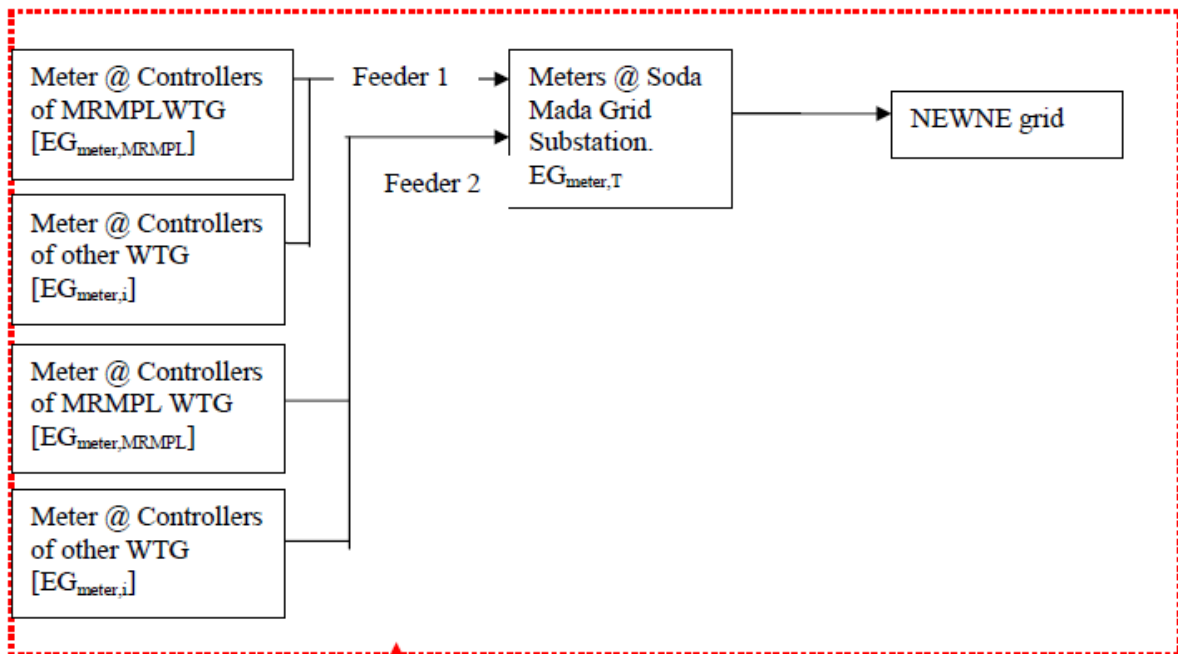 Meter @ Controllers
of MRMPLWTG
[EGmeter,MRMPL]
Feeder 1
Meters @ Soda
Mada Grid
Substation.
EGmeter,T
NEWNE grid
Feeder 2
Meter @ Controllers
of other WTG
[EGmeter,i]
Meter @ Controllers
of MRMPL WTG
[EGmeter,MRMPL]
Meter @ Controllers
of other WTG
[EGmeter,i]